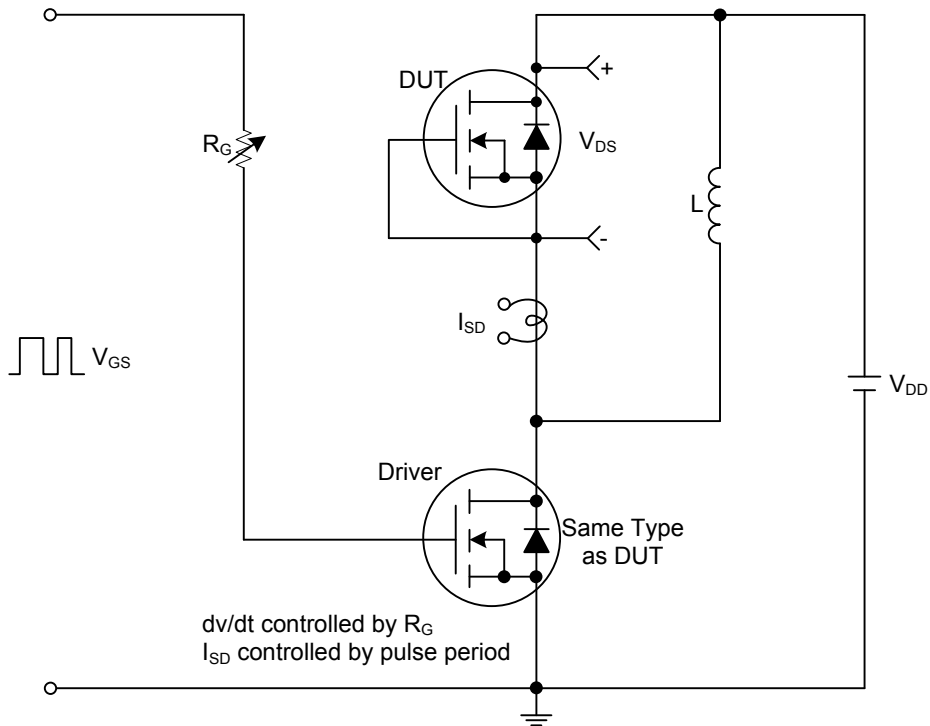 DUT
+
R_G
V_DS
L
-
I_SD
V_GS
V_DD
Driver
Same Type
as DUT
dv/dt controlled by R_G
I_SD controlled by pulse period